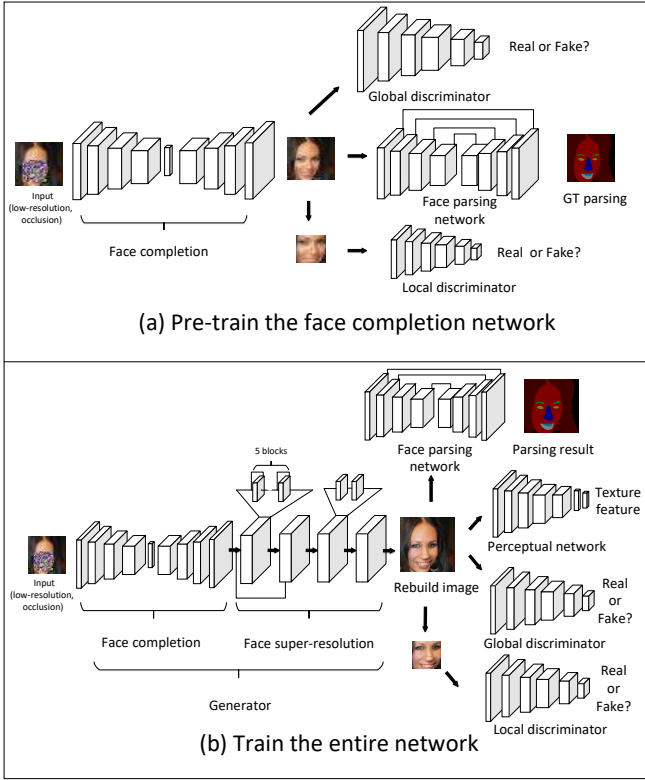 Real or Fake?
Global discriminator
Input
(low-resolution,
occlusion)
Face completion
Face parsing
network
GT parsing
Real or Fake?
Local discriminator
(a) Pre-train the face completion network
Face parsing
network
Parsing result
5 blocks
Texture
feature
Perceptual network
Input
(low-resolution,
occlusion)
Rebuild image
Real
or
Fake?
Global discriminator
Face completion
Face super-resolution
Real
or
Fake?
Local discriminator
Generator
(b) Train the entire network